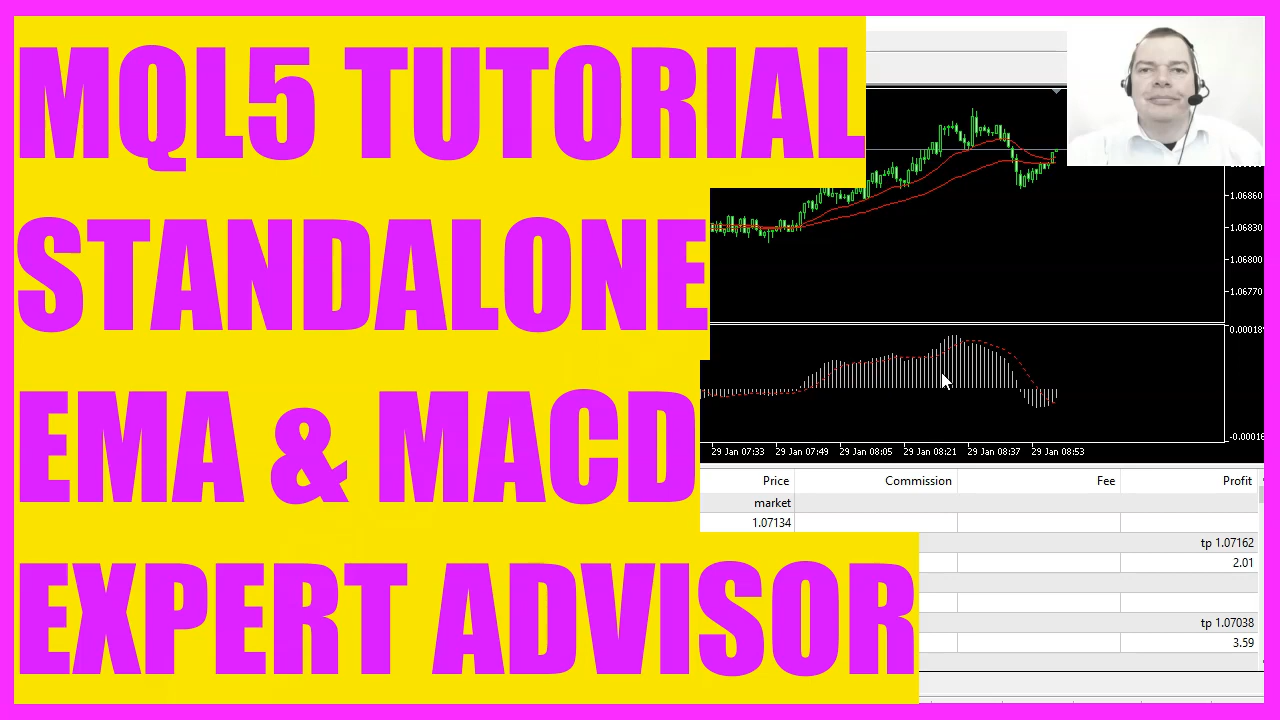 MQL5 TUTORIAL
STANDALONE
EMA & MACD
EXPERT ADVISOR
1.06860
1.06830
1.06800
1.06770
29 Jan 07:33 29 Jan 07:49 29 Jan 08:05 29 Jan 08:21 29 Jan 08:37 29 Jan 08:53
Price Commission Fee Profit
market
1.07134
tp 1.07162
2.01
tp 1.07038
3.59